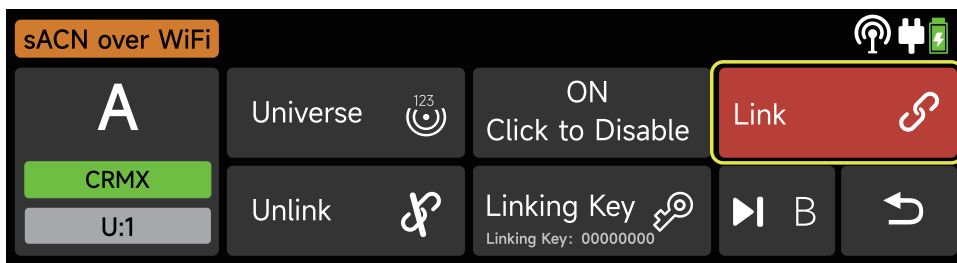 sACN over WiFi
A
CRMX
U:1
Universe
123
ON
Click to Disable
Link
Unlink
Linking Key
Linking Key: 00000000
B